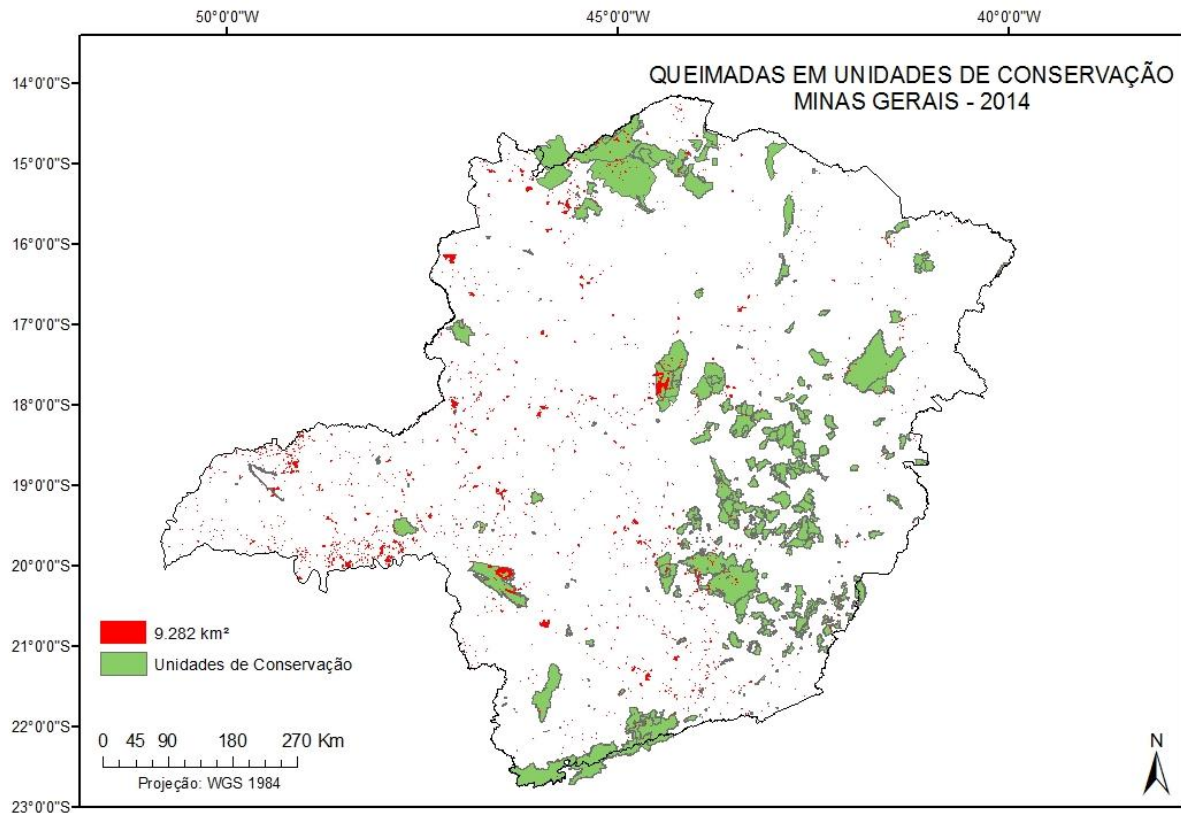 50°0'0"W 45°0'0"W 40°0'0"W
QUEIMADAS EM UNIDADES DE CONSERVAÇÃO
MINAS GERAIS - 2014
14°0'0"S
15°0'0"S
16°0'0"S
17°0'0"S
18°0'0"S
19°0'0"S
20°0'0"S
21°0'0"S
22°0'0"S
23°0'0"S
9.282 km²
Unidades de Conservação
0 45 90 180 270 Km
Projeção: WGS 1984
N